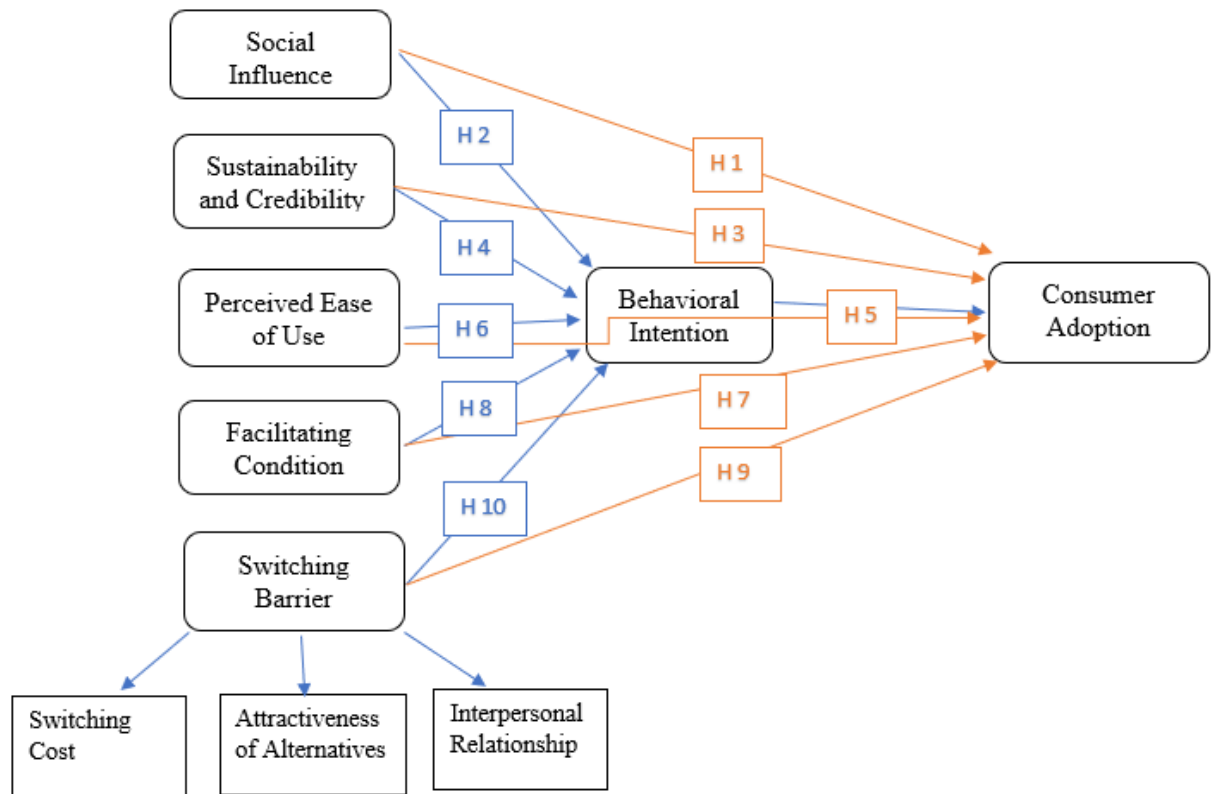 Social
Influence
H 2
H 1
Sustainability
and Credibility
H 4
H 3
Perceived Ease
of Use
H 6
Behavioral
Intention
H 5
Consumer
Adoption
Facilitating
Condition
H 8
H 7
H 9
H 10
Switching
Barrier
Switching
Cost
Attractiveness
of Alternatives
Interpersonal
Relationship